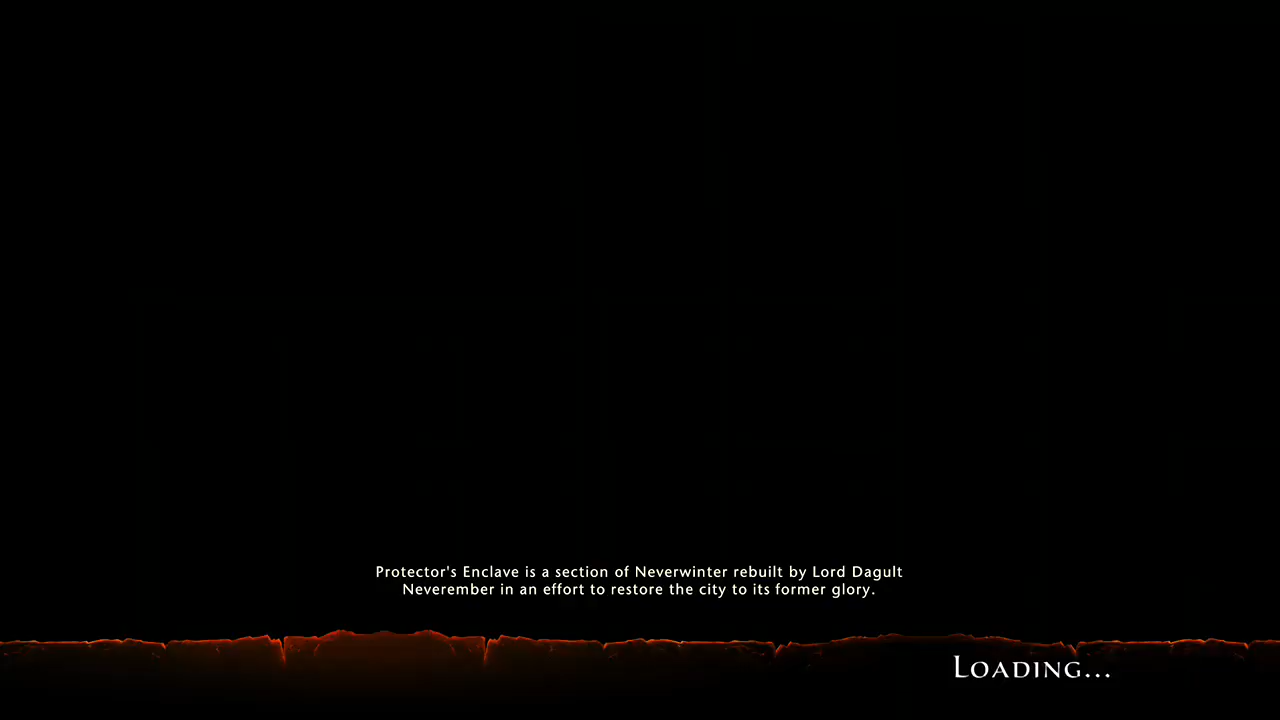 Protector's Enclave is a section of Neverwinter rebuilt by Lord Dagult
Neverember in an effort to restore the city to its former glory.
Loading...